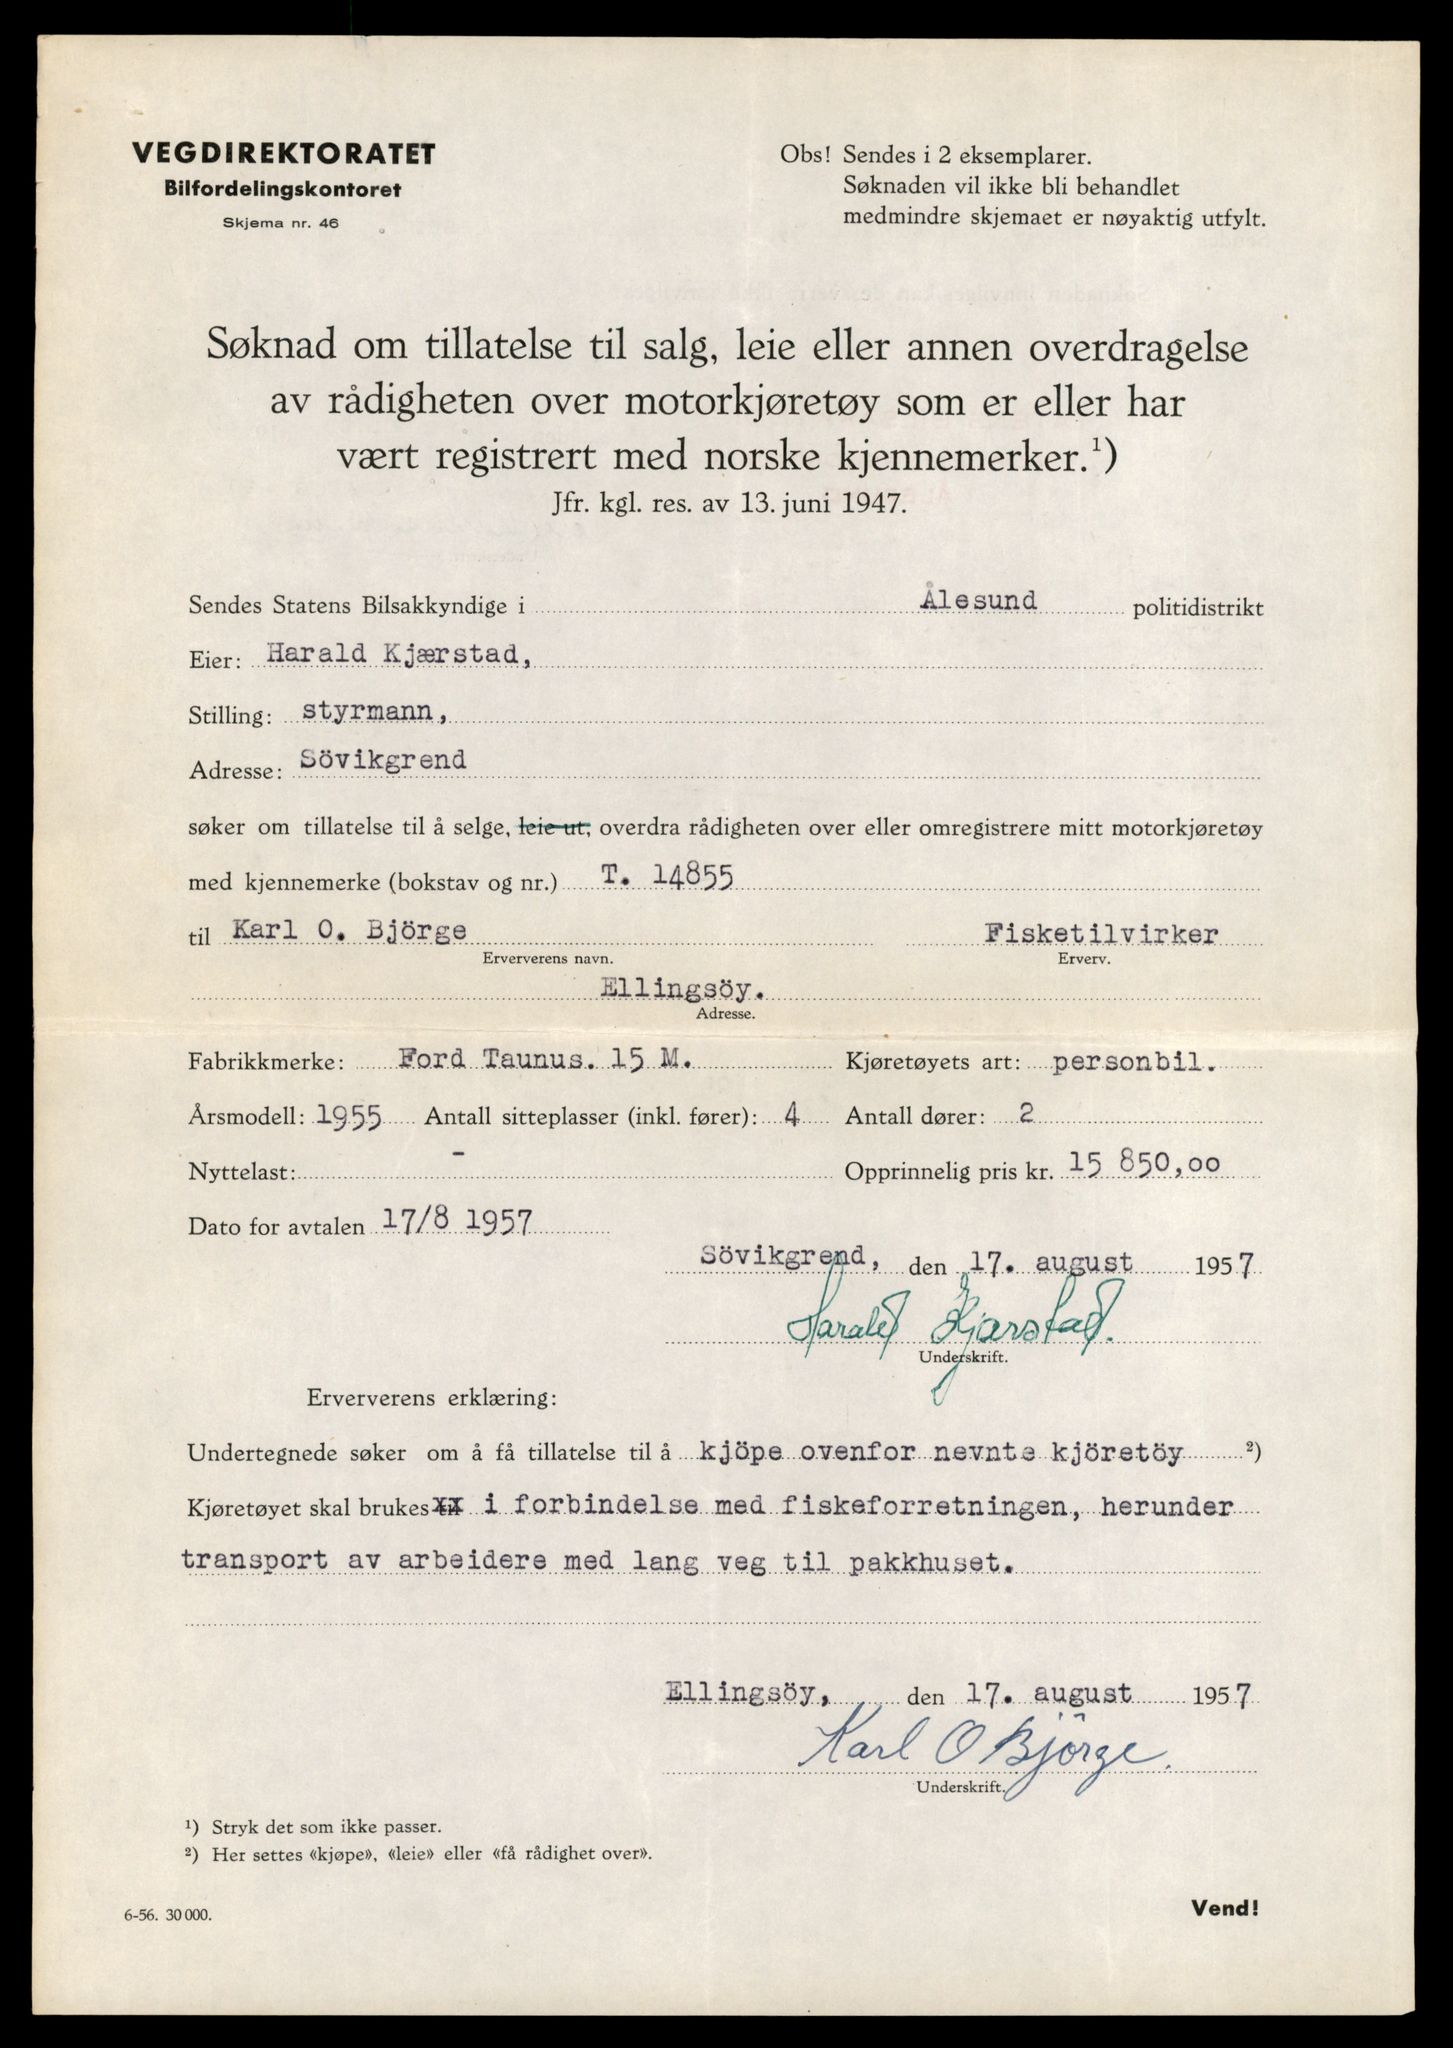 VEGDIREKTORATET
Bilfordelingskontoret
Skjema nr. 46
Obs! Sendes i 2 eksemplarer.
Søknaden vil ikke bli behandlet
medmindre skjemaet er nøyaktig utfylt.
Søknad om tillatelse til salg, leie eller annen overdragelse
av rådigheten over motorkjøretøy som er eller har
vært registrert med norske kjennemerker.¹)
Jfr. kgl. res. av 13. juni 1947.
Sendes Statens Bilsakkyndige i Ålesund politidistrikt
Eier: Harald Kjærstad,
Stilling: styrmann,
Adresse: Sövikgrend
søker om tillatelse til å selge, leie ut, overdra rådigheten over eller omregistrere mitt motorkjøretøy
med kjennemerke (bokstav og nr.) T. 14855
til Karl O. Björge Fisketilvirker
Erververens navn. Erverv.
Ellingsöy.
Adresse.
Fabrikkmerke: Ford Taunus. 15 M. Kjøretøyets art: personbil.
Årsmodell: 1955 Antall sitteplasser (inkl. fører): 4 Antall dører: 2
Nyttelast: - Opprinnelig pris kr. 15 850,00
Dato for avtalen 17/8 1957
Sövikgrend, den 17. august 1957
Harald Kjærstad.
Underskrift.
Erververens erklæring:
Undertegnede søker om å få tillatelse til å kjöpe ovenfor nevnte kjöretöy ²)
Kjøretøyet skal brukes til i forbindelse med fiskeforretningen, herunder
transport av arbeidere med lang veg til pakkhuset.
Ellingsöy, den 17. august 1957
Karl O Björge.
Underskrift.
¹) Stryk det som ikke passer.
²) Her settes «kjøpe», «leie» eller «få rådighet over».
6-56. 30 000.
Vend!